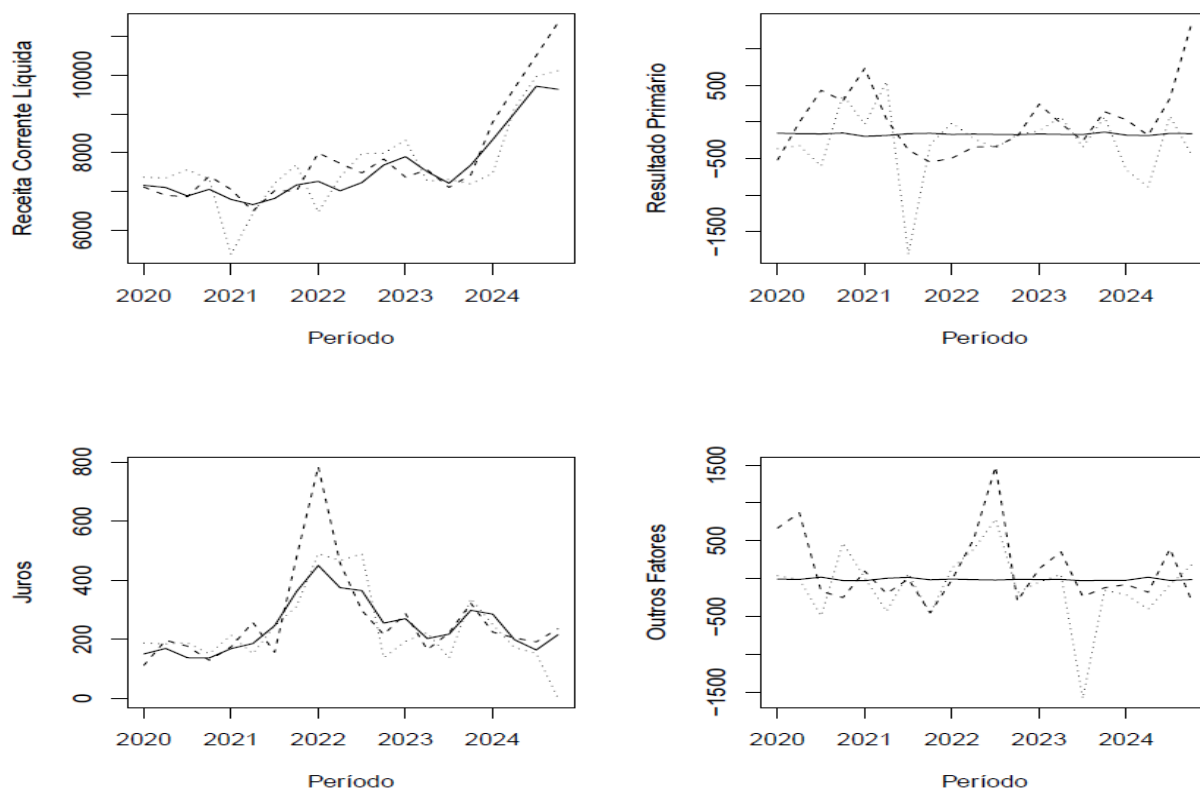 Receita Corrente Líquida
10000
8000
6000
2020 2021 2022 2023 2024
Período
Resultado Primário
500
−500
−1500
2020 2021 2022 2023 2024
Período
Juros
800
600
400
200
0
2020 2021 2022 2023 2024
Período
Outros Fatores
1500
500
−500
−1500
2020 2021 2022 2023 2024
Período